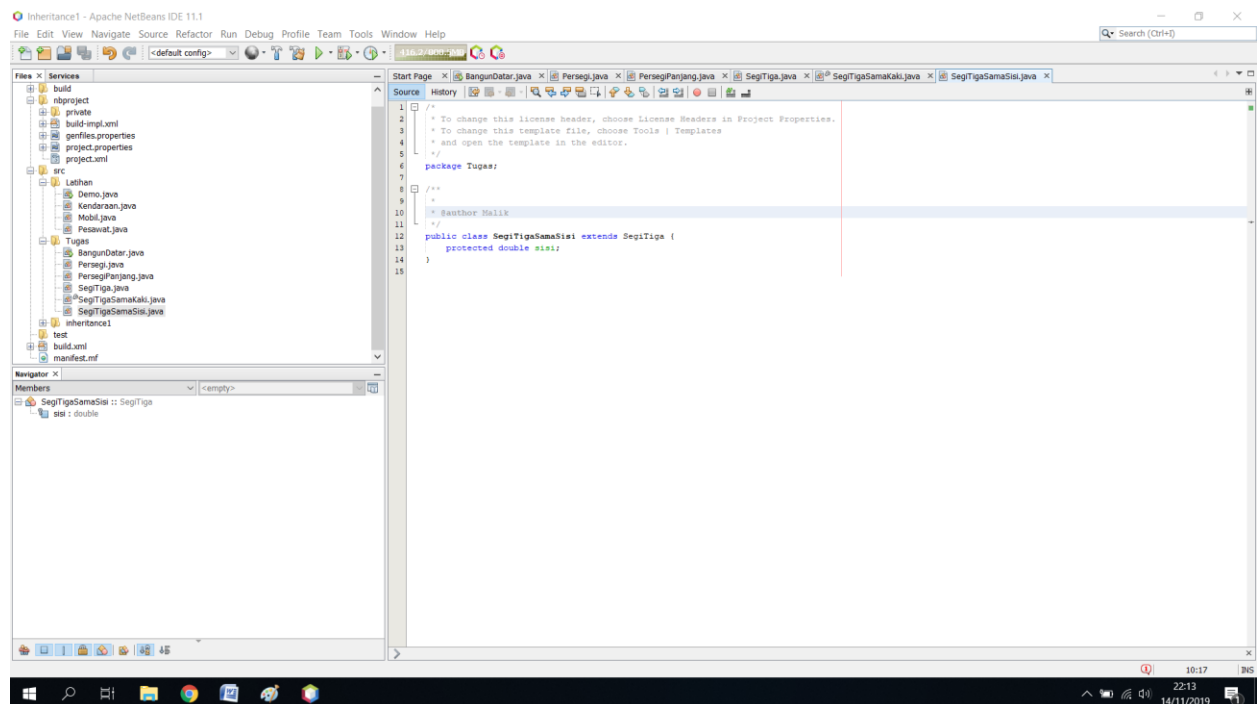 Inheritance1 - Apache NetBeans IDE 11.1
File Edit View Navigate Source Refactor Run Debug Profile Team Tools Window Help
Search (Ctrl+I)
<default config>
Files Services
Start Page BangunDatar.java Persegi.java PersegiPanjang.java SegiTiga.java SegiTigaSamaKaki.java SegiTigaSamaSisi.java
Source History
build
nbproject
private
build-impl.xml
genfiles.properties
project.properties
project.xml
src
Latihan
Demo.java
Kendaraan.java
Mobil.java
Pesawat.java
Tugas
BangunDatar.java
Persegi.java
PersegiPanjang.java
SegiTiga.java
SegiTigaSamaKaki.java
SegiTigaSamaSisi.java
inheritance1
test
build.xml
manifest.mf
Navigator
Members <empty>
SegiTigaSamaSisi :: SegiTiga
sisi : double
1 /*
2 * To change this license header, choose License Headers in Project Properties.
3 * To change this template file, choose Tools | Templates
4 * and open the template in the editor.
5 */
6 package Tugas;
7
8 /**
9 *
10 * @author Malik
11 */
12 public class SegiTigaSamaSisi extends SegiTiga {
13 protected double sisi;
14 }
15
10:17 INS
22:13
14/11/2019